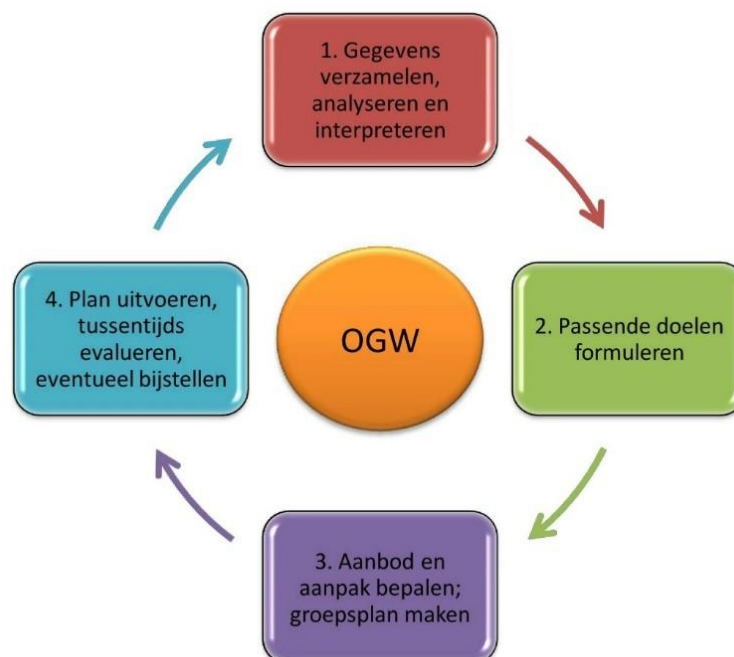 1. Gegevens
verzamelen,
analyseren en
interpreteren
2. Passende doelen
formuleren
3. Aanbod en
aanpak bepalen;
groepsplan maken
4. Plan uitvoeren,
tussentijds
evalueren,
eventueel bijstellen
OGW